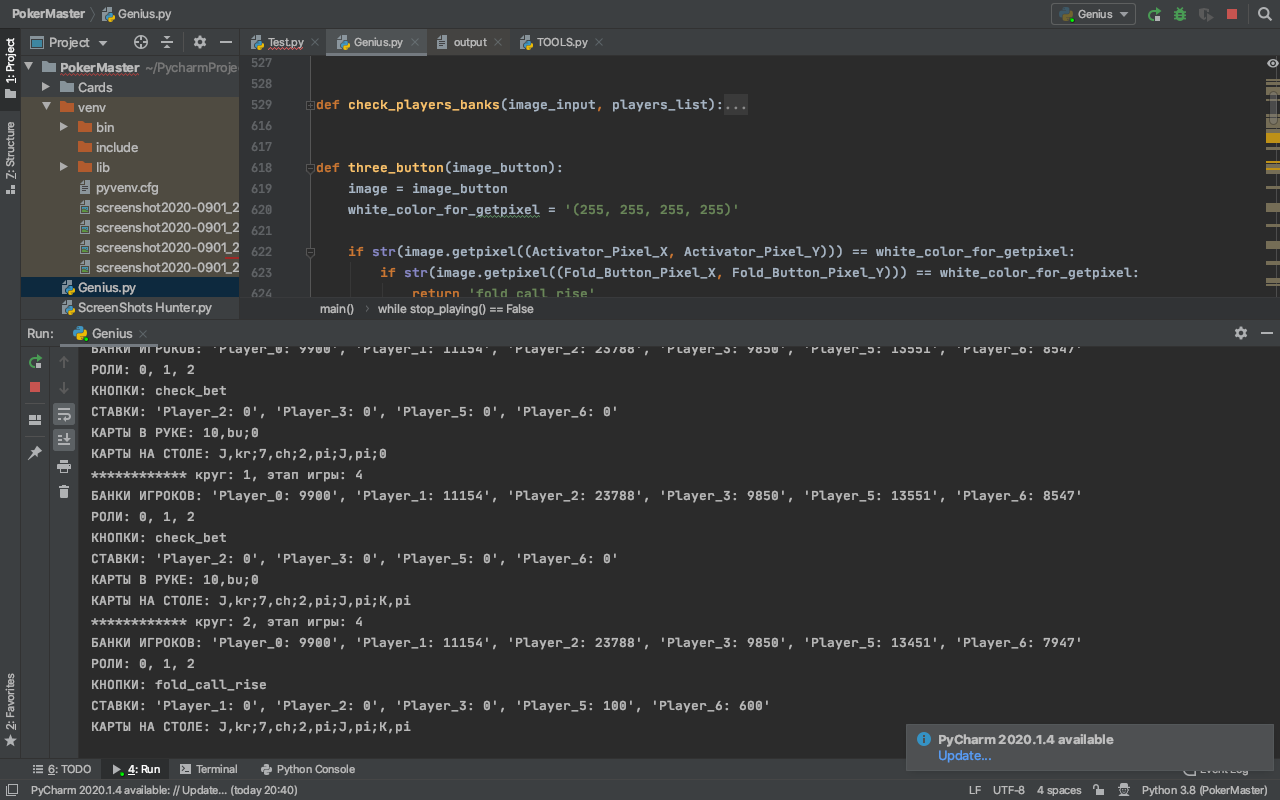 PokerMaster Genius.py Genius
1: Project
Project
Test.py Genius.py output TOOLS.py
PokerMaster ~/PycharmProje
Cards
venv
bin
include
lib
pyvenv.cfg
screenshot2020-0901_2
screenshot2020-0901_2
screenshot2020-0901_2
screenshot2020-0901_2
Genius.py
ScreenShots Hunter.py
Z: Structure
527
528
529 def check_players_banks(image_input, players_list):...
616
617
618 def three_button(image_button):
619 image = image_button
620 white_color_for_getpixel = '(255, 255, 255, 255)'
621
622 if str(image.getpixel((Activator_Pixel_X, Activator_Pixel_Y))) == white_color_for_getpixel:
623 if str(image.getpixel((Fold_Button_Pixel_X, Fold_Button_Pixel_Y))) == white_color_for_getpixel:
624 return 'fold_call_rise'
main() › while stop_playing() == False
Run: Genius
БАНКИ ИГРОКОВ: 'Player_0: 9900', 'Player_1: 11154', 'Player_2: 23788', 'Player_3: 9850', 'Player_5: 13551', 'Player_6: 8547'
РОЛИ: 0, 1, 2
КНОПКИ: check_bet
СТАВКИ: 'Player_2: 0', 'Player_3: 0', 'Player_5: 0', 'Player_6: 0'
КАРТЫ В РУКЕ: 10,bu;0
КАРТЫ НА СТОЛЕ: J,kr;7,ch;2,pi;J,pi;0
************ круг: 1, этап игры: 4
БАНКИ ИГРОКОВ: 'Player_0: 9900', 'Player_1: 11154', 'Player_2: 23788', 'Player_3: 9850', 'Player_5: 13551', 'Player_6: 8547'
РОЛИ: 0, 1, 2
КНОПКИ: check_bet
СТАВКИ: 'Player_2: 0', 'Player_3: 0', 'Player_5: 0', 'Player_6: 0'
КАРТЫ В РУКЕ: 10,bu;0
КАРТЫ НА СТОЛЕ: J,kr;7,ch;2,pi;J,pi;K,pi
************ круг: 2, этап игры: 4
БАНКИ ИГРОКОВ: 'Player_0: 9900', 'Player_1: 11154', 'Player_2: 23788', 'Player_3: 9850', 'Player_5: 13451', 'Player_6: 7947'
РОЛИ: 0, 1, 2
КНОПКИ: fold_call_rise
СТАВКИ: 'Player_1: 0', 'Player_2: 0', 'Player_3: 0', 'Player_5: 100', 'Player_6: 600'
КАРТЫ НА СТОЛЕ: J,kr;7,ch;2,pi;J,pi;K,pi
2: Favorites
PyCharm 2020.1.4 available
Update...
6: TODO 4: Run Terminal Python Console Event Log
PyCharm 2020.1.4 available: // Update... (today 20:40) LF UTF-8 4 spaces Python 3.8 (PokerMaster)